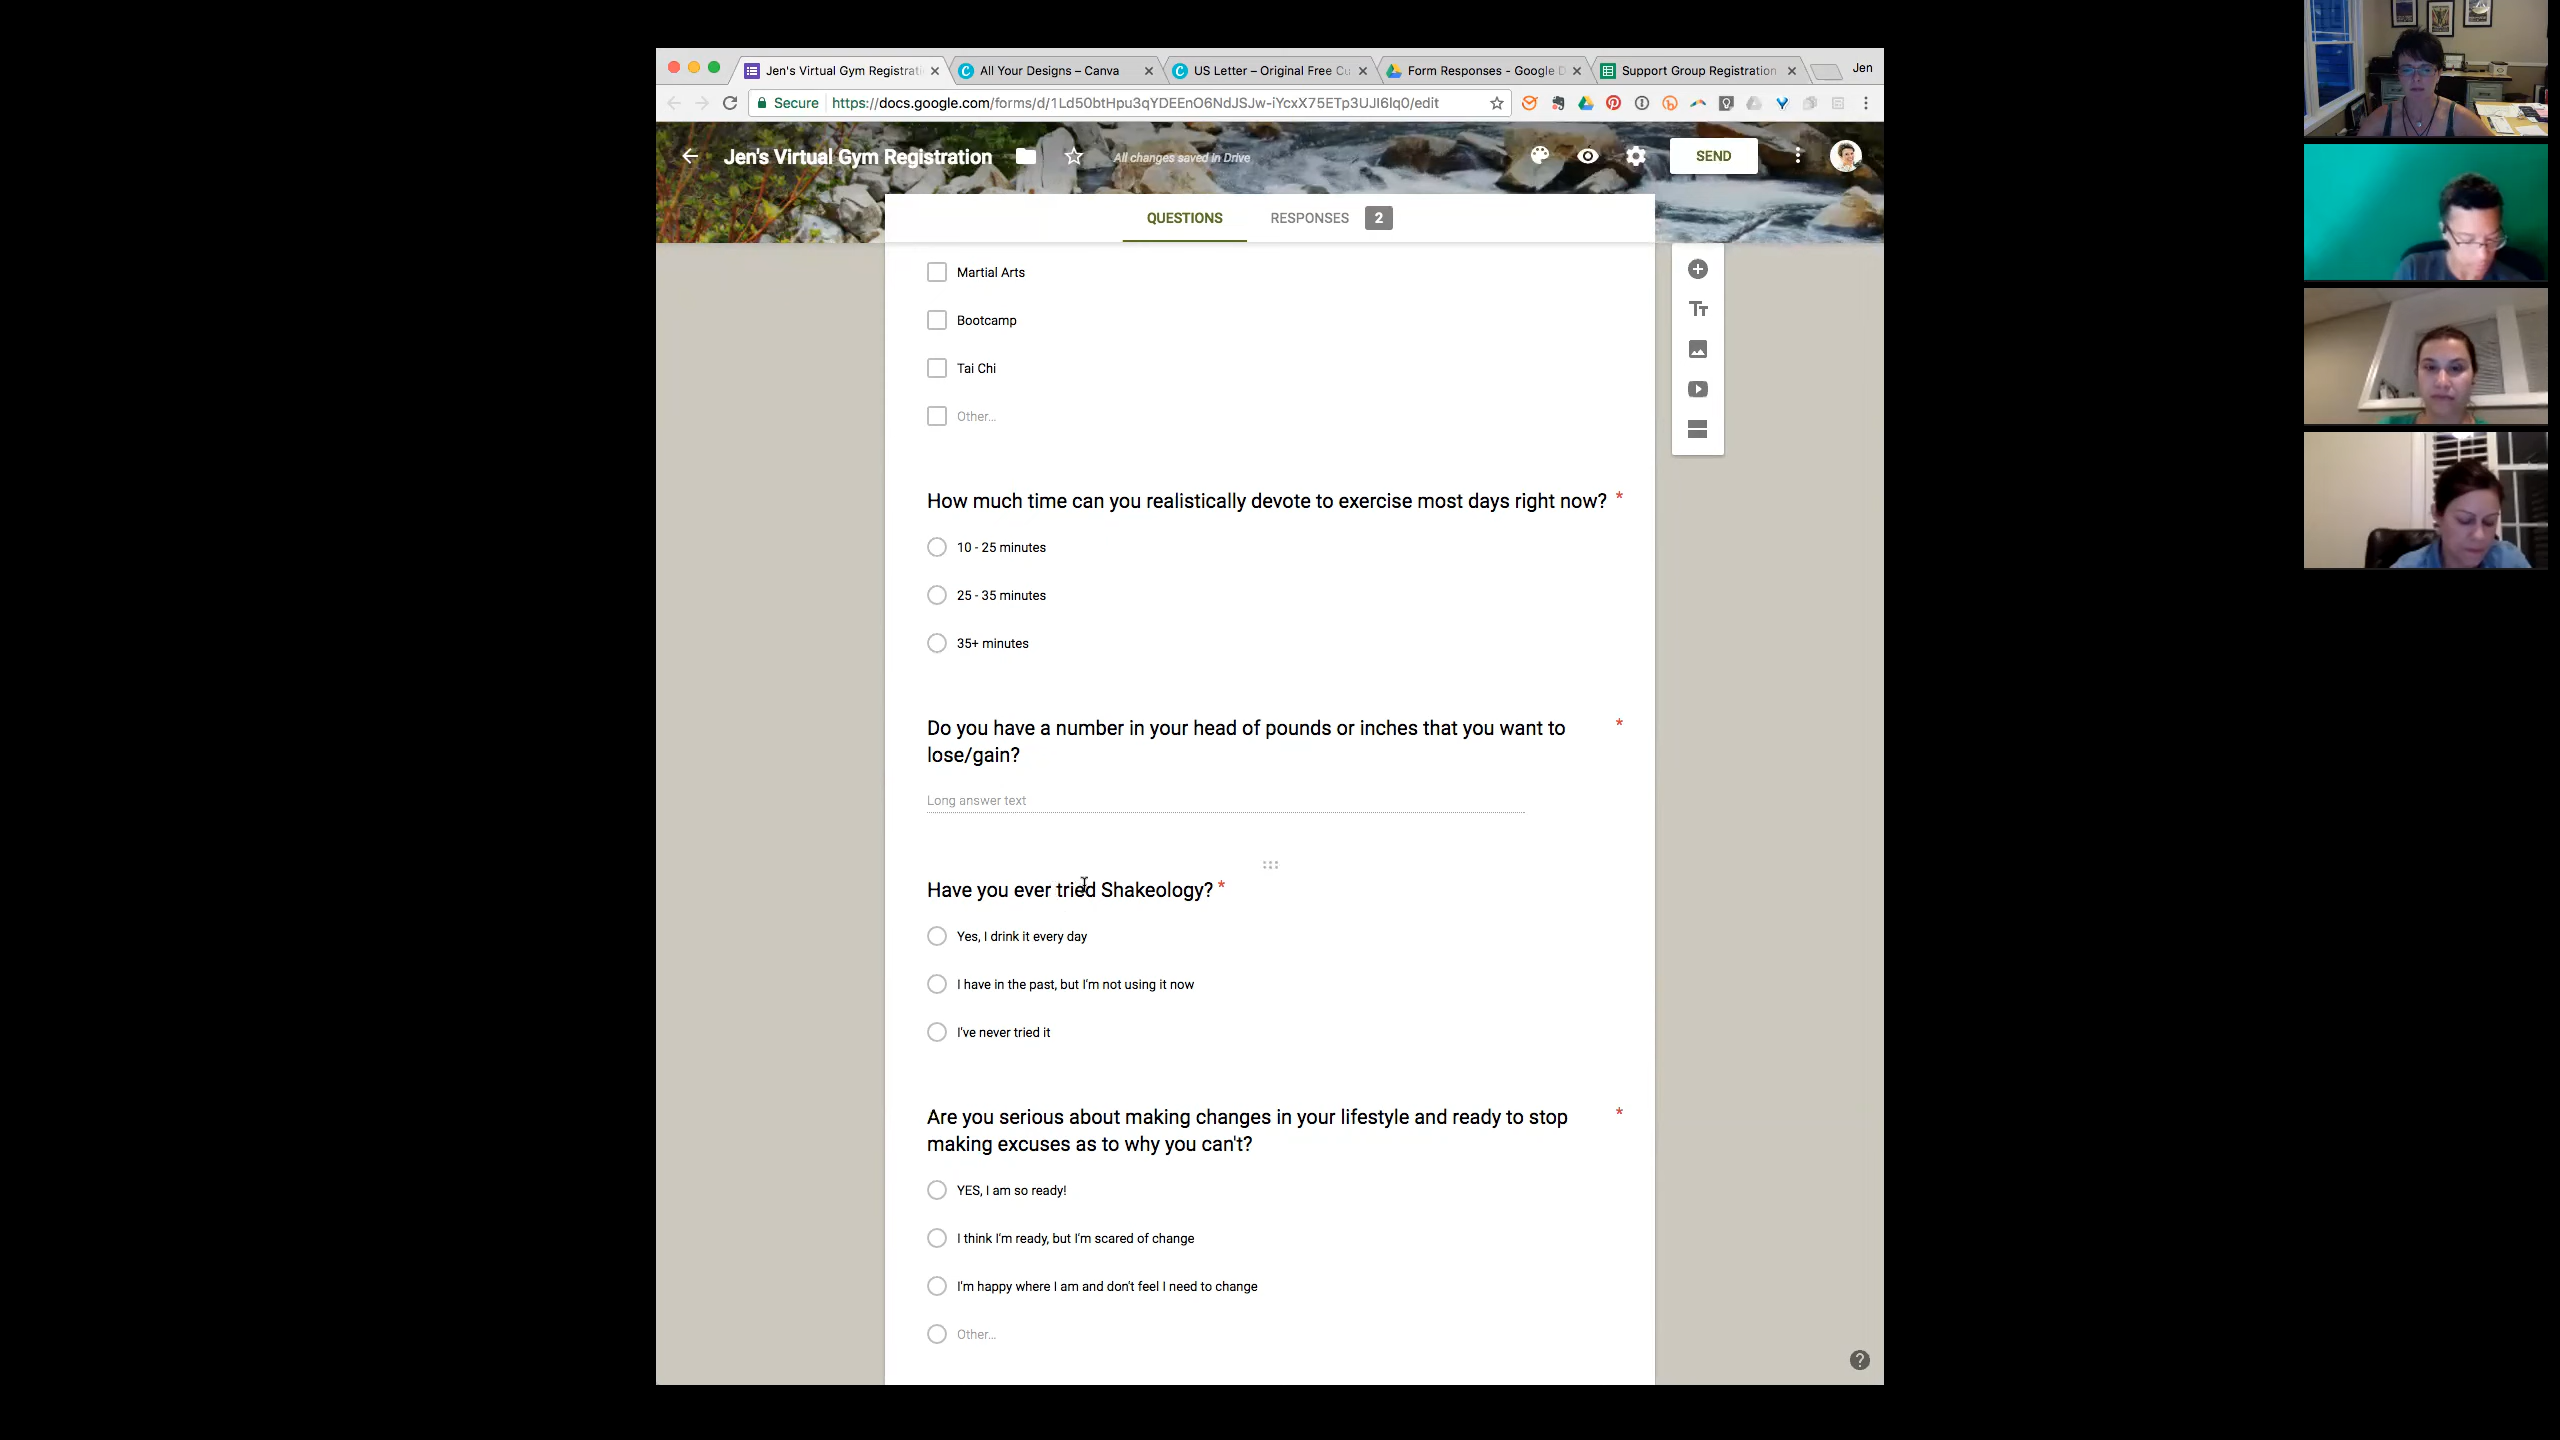 Jen's Virtual Gym Registrati
All Your Designs – Canva
US Letter – Original Free Cu
Form Responses - Google D
Support Group Registration
Jen
Secure
https://docs.google.com/forms/d/1Ld50btHpu3qYDEEnO6NdJSJw-iYcxX75ETp3UJI6Iq0/edit
Jen's Virtual Gym Registration
All changes saved in Drive
SEND
QUESTIONS
RESPONSES 2
Martial Arts
Bootcamp
Tai Chi
Other...
How much time can you realistically devote to exercise most days right now? *
10 - 25 minutes
25 - 35 minutes
35+ minutes
Do you have a number in your head of pounds or inches that you want to *
lose/gain?
Long answer text
Have you ever tried Shakeology? *
Yes, I drink it every day
I have in the past, but I'm not using it now
I've never tried it
Are you serious about making changes in your lifestyle and ready to stop *
making excuses as to why you can't?
YES, I am so ready!
I think I'm ready, but I'm scared of change
I'm happy where I am and don't feel I need to change
Other...